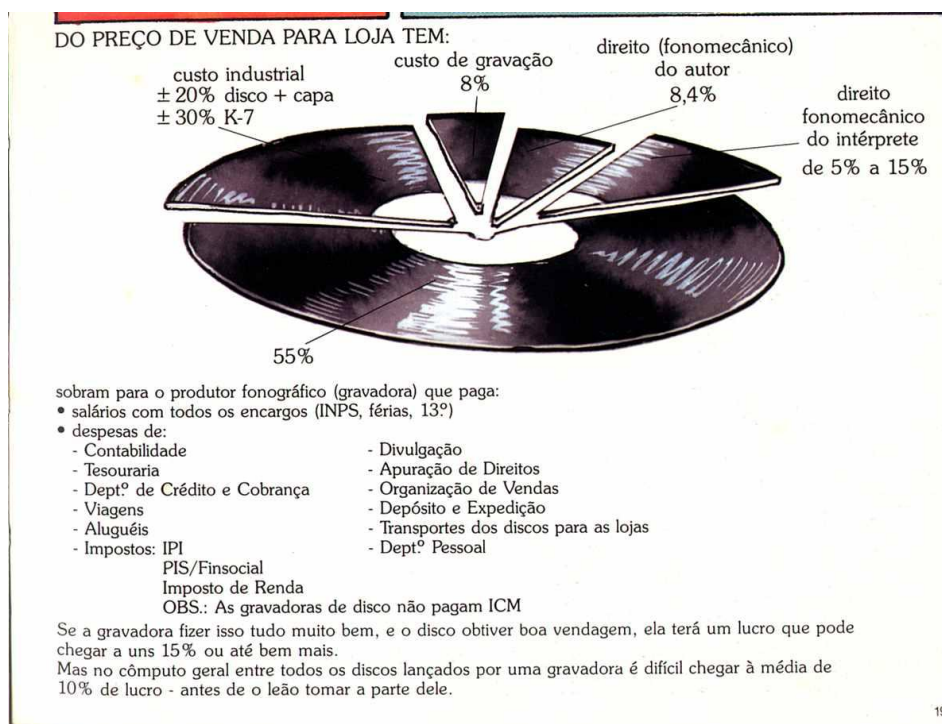 DO PREÇO DE VENDA PARA LOJA TEM:
custo industrial
± 20% disco + capa
± 30% K-7
custo de gravação
8%
direito (fonomecânico)
do autor
8,4%
direito
fonomecânico
do intérprete
de 5% a 15%
55%
sobram para o produtor fonográfico (gravadora) que paga:
• salários com todos os encargos (INPS, férias, 13º)
• despesas de:
- Contabilidade
- Tesouraria
- Deptº de Crédito e Cobrança
- Viagens
- Aluguéis
- Impostos: IPI
PIS/Finsocial
Imposto de Renda
OBS.: As gravadoras de disco não pagam ICM
- Divulgação
- Apuração de Direitos
- Organização de Vendas
- Depósito e Expedição
- Transportes dos discos para as lojas
- Deptº Pessoal
Se a gravadora fizer isso tudo muito bem, e o disco obtiver boa vendagem, ela terá um lucro que pode
chegar a uns 15% ou até bem mais.
Mas no cômputo geral entre todos os discos lançados por uma gravadora é difícil chegar à média de
10% de lucro - antes de o leão tomar a parte dele.